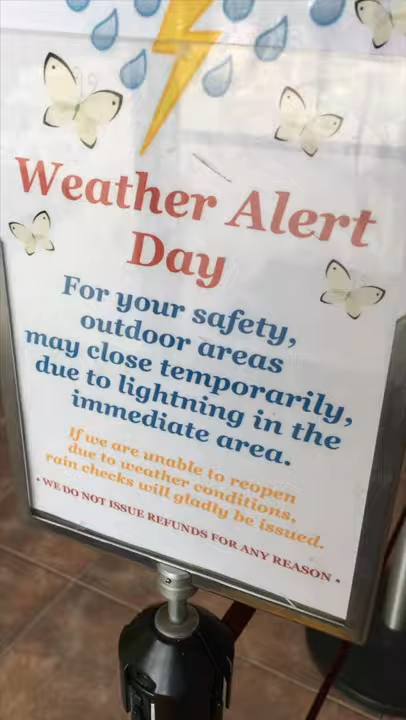 Weather Alert
Day
For your safety,
outdoor areas
may close temporarily,
due to lightning in the
immediate area.
If we are unable to reopen
due to weather conditions,
rain checks will gladly be issued.
• WE DO NOT ISSUE REFUNDS FOR ANY REASON •